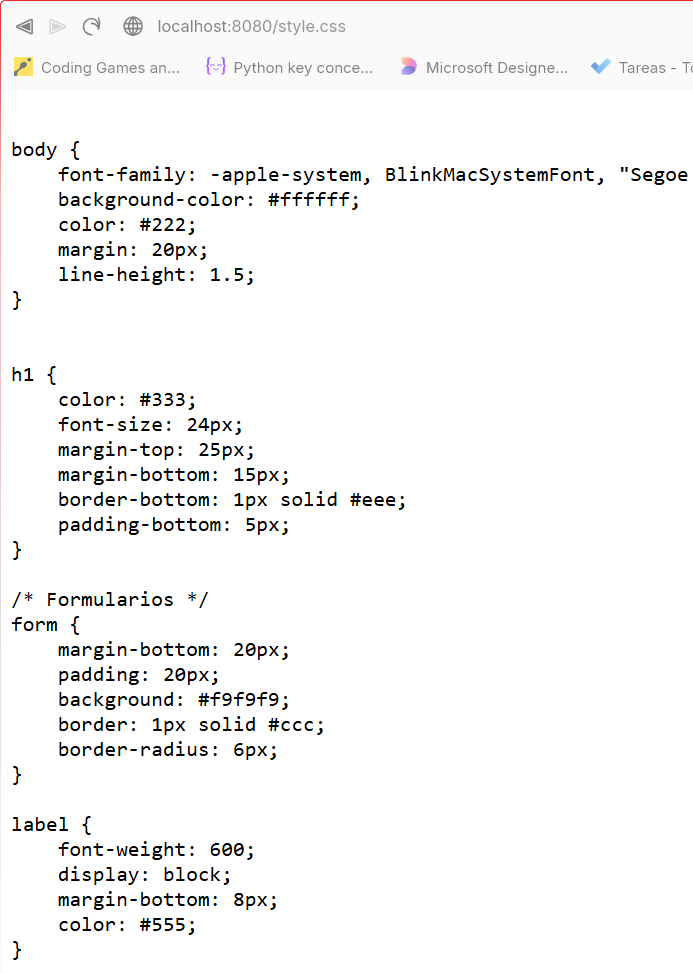 localhost:8080/style.css
Coding Games an... Python key conce... Microsoft Designe... Tareas - To
body {
    font-family: -apple-system, BlinkMacSystemFont, "Segoe
    background-color: #ffffff;
    color: #222;
    margin: 20px;
    line-height: 1.5;
}
h1 {
    color: #333;
    font-size: 24px;
    margin-top: 25px;
    margin-bottom: 15px;
    border-bottom: 1px solid #eee;
    padding-bottom: 5px;
}
/* Formularios */
form {
    margin-bottom: 20px;
    padding: 20px;
    background: #f9f9f9;
    border: 1px solid #ccc;
    border-radius: 6px;
}
label {
    font-weight: 600;
    display: block;
    margin-bottom: 8px;
    color: #555;
}